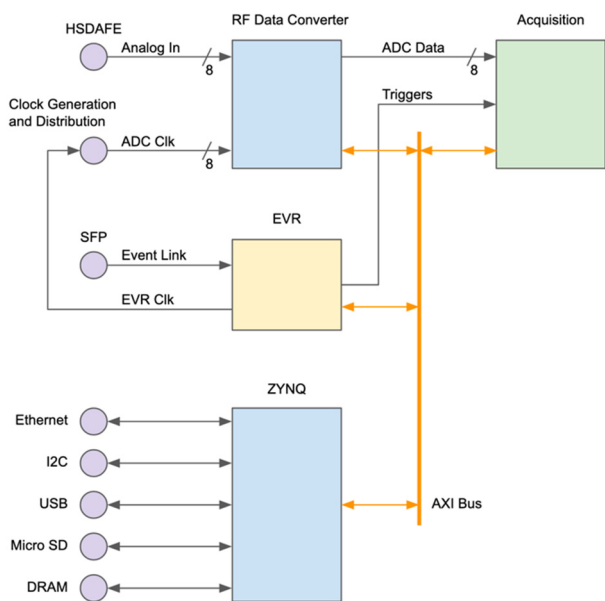 HSDAFE
RF Data Converter
Acquisition
Analog In
8
ADC Data
8
Triggers
Clock Generation
and Distribution
ADC Clk
8
EVR
SFP
Event Link
EVR Clk
ZYNQ
Ethernet
I2C
USB
AXI Bus
Micro SD
DRAM